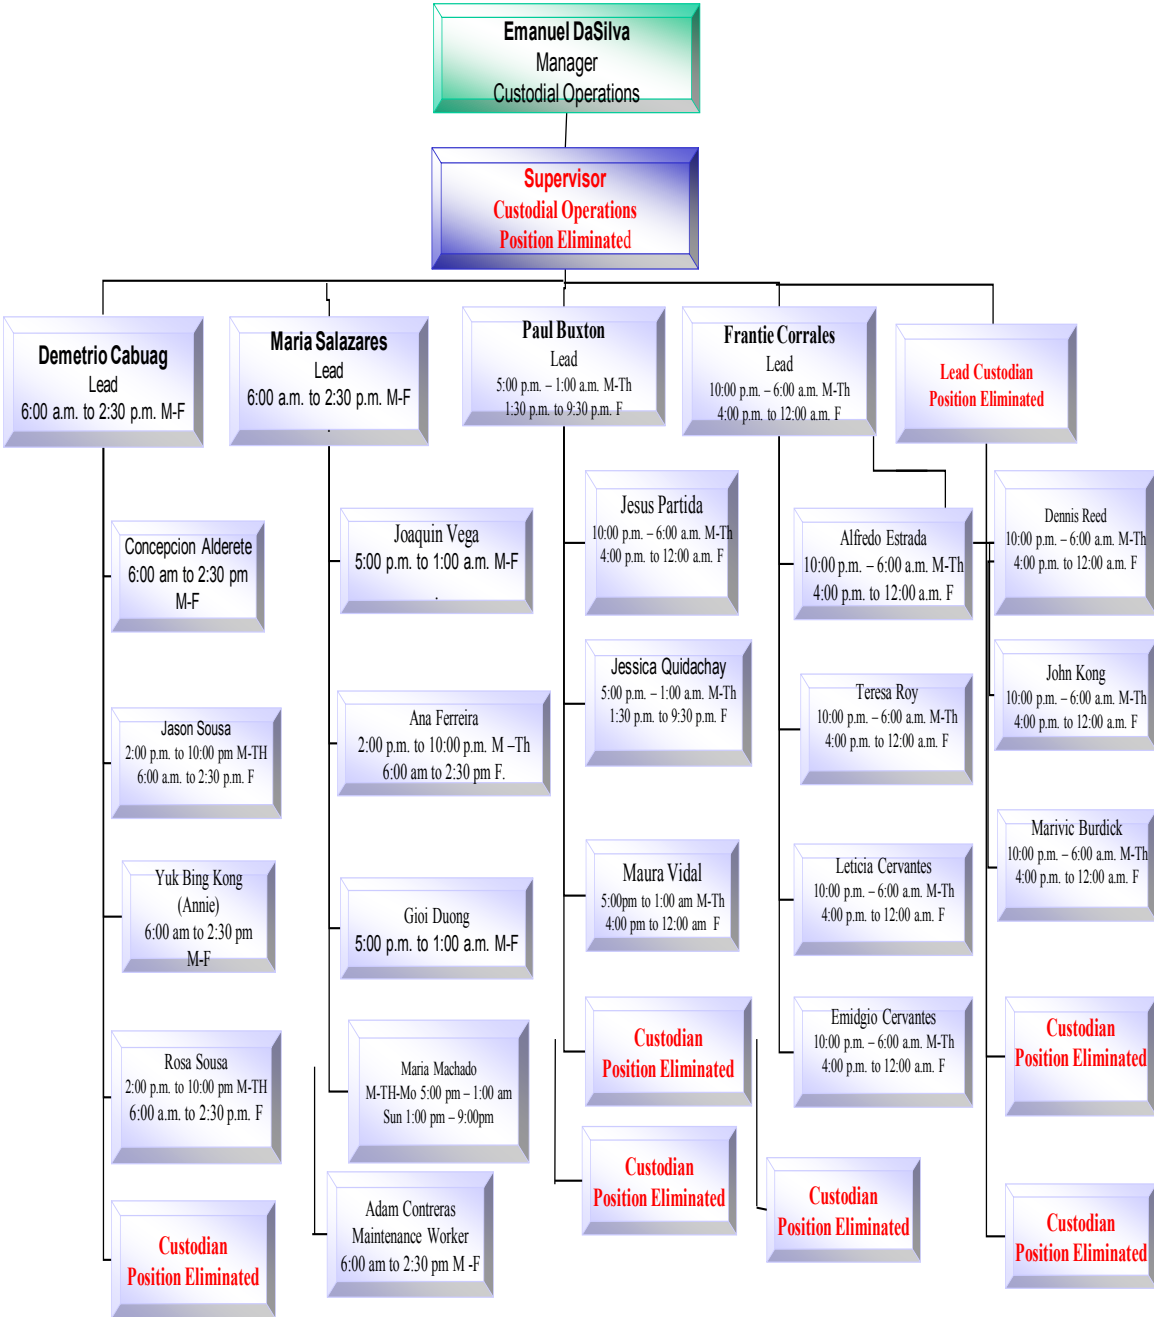 Emanuel DaSilva
Manager
Custodial Operations
Supervisor
Custodial Operations
Position Eliminated
Demetrio Cabuag
Lead
6:00 a.m. to 2:30 p.m. M-F
Maria Salazares
Lead
6:00 a.m. to 2:30 p.m. M-F
.
Paul Buxton
Lead
5:00 p.m. – 1:00 a.m. M-Th
1:30 p.m. to 9:30 p.m. F
Frantie Corrales
Lead
10:00 p.m. – 6:00 a.m. M-Th
4:00 p.m. to 12:00 a.m. F
Lead Custodian
Position Eliminated
Concepcion Alderete
6:00 am to 2:30 pm
M-F
Jason Sousa
2:00 p.m. to 10:00 pm M-TH
6:00 a.m. to 2:30 p.m. F
Yuk Bing Kong
(Annie)
6:00 am to 2:30 pm
M-F
Rosa Sousa
2:00 p.m. to 10:00 pm M-TH
6:00 a.m. to 2:30 p.m. F
Custodian
Position Eliminated
Joaquin Vega
5:00 p.m. to 1:00 a.m. M-F
.
Ana Ferreira
2:00 p.m. to 10:00 p.m. M –Th
6:00 am to 2:30 pm F.
Gioi Duong
5:00 p.m. to 1:00 a.m. M-F
Maria Machado
M-TH-Mo 5:00 pm – 1:00 am
Sun 1:00 pm – 9:00pm
Adam Contreras
Maintenance Worker
6:00 am to 2:30 pm M -F
Jesus Partida
10:00 p.m. – 6:00 a.m. M-Th
4:00 p.m. to 12:00 a.m. F
Jessica Quidachay
5:00 p.m. – 1:00 a.m. M-Th
1:30 p.m. to 9:30 p.m. F
Maura Vidal
5:00pm to 1:00 am M-Th
4:00 pm to 12:00 am F
Custodian
Position Eliminated
Custodian
Position Eliminated
Alfredo Estrada
10:00 p.m. – 6:00 a.m. M-Th
4:00 p.m. to 12:00 a.m. F
Teresa Roy
10:00 p.m. – 6:00 a.m. M-Th
4:00 p.m. to 12:00 a.m. F
Leticia Cervantes
10:00 p.m. – 6:00 a.m. M-Th
4:00 p.m. to 12:00 a.m. F
Emidgio Cervantes
10:00 p.m. – 6:00 a.m. M-Th
4:00 p.m. to 12:00 a.m. F
Custodian
Position Eliminated
Dennis Reed
10:00 p.m. – 6:00 a.m. M-Th
4:00 p.m. to 12:00 a.m. F
John Kong
10:00 p.m. – 6:00 a.m. M-Th
4:00 p.m. to 12:00 a.m. F
Marivic Burdick
10:00 p.m. – 6:00 a.m. M-Th
4:00 p.m. to 12:00 a.m. F
Custodian
Position Eliminated
Custodian
Position Eliminated